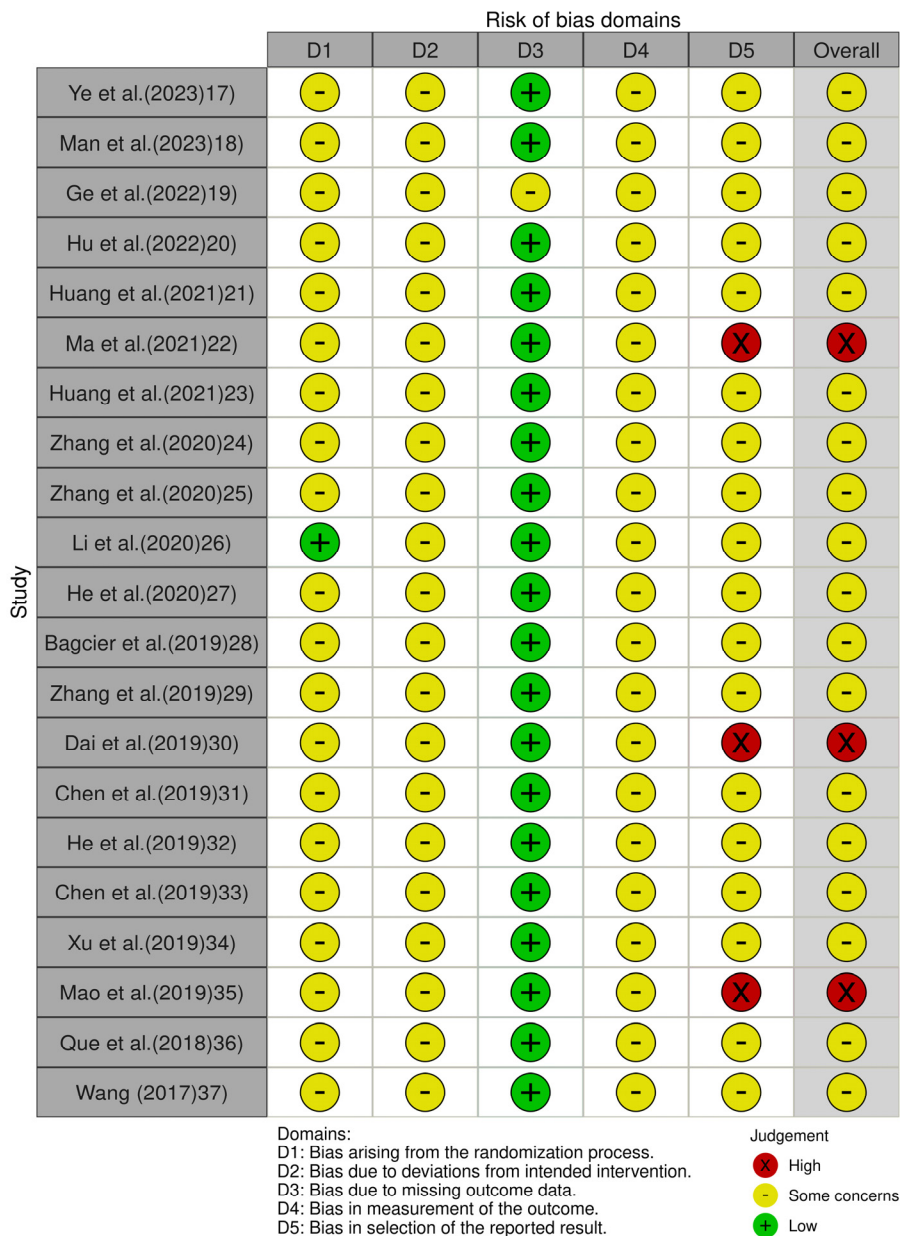 Risk of bias domains
D1 D2 D3 D4 D5 Overall
Study
Ye et al.(2023)17) - - + - - -
Man et al.(2023)18) - - + - - -
Ge et al.(2022)19) - - - - - -
Hu et al.(2022)20) - - + - - -
Huang et al.(2021)21) - - + - - -
Ma et al.(2021)22) - - + - X X
Huang et al.(2021)23) - - + - - -
Zhang et al.(2020)24) - - + - - -
Zhang et al.(2020)25) - - + - - -
Li et al.(2020)26) + - + - - -
He et al.(2020)27) - - + - - -
Bagcier et al.(2019)28) - - + - - -
Zhang et al.(2019)29) - - + - - -
Dai et al.(2019)30) - - + - X X
Chen et al.(2019)31) - - + - - -
He et al.(2019)32) - - + - - -
Chen et al.(2019)33) - - + - - -
Xu et al.(2019)34) - - + - - -
Mao et al.(2019)35) - - + - X X
Que et al.(2018)36) - - + - - -
Wang (2017)37) - - + - - -
Domains:
D1: Bias arising from the randomization process.
D2: Bias due to deviations from intended intervention.
D3: Bias due to missing outcome data.
D4: Bias in measurement of the outcome.
D5: Bias in selection of the reported result.
Judgement
X High
- Some concerns
+ Low